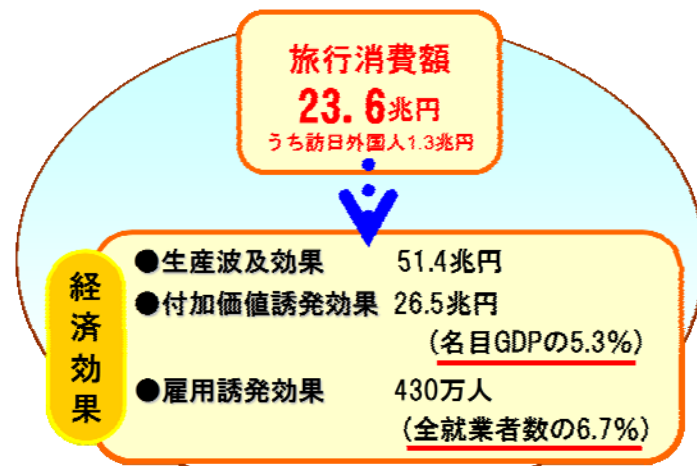 旅行消費額
23.6兆円
うち訪日外国人1.3兆円
経済効果
●生産波及効果 51.4兆円
●付加価値誘発効果 26.5兆円
(名目GDPの5.3%)
●雇用誘発効果 430万人
(全就業者数の6.7%)